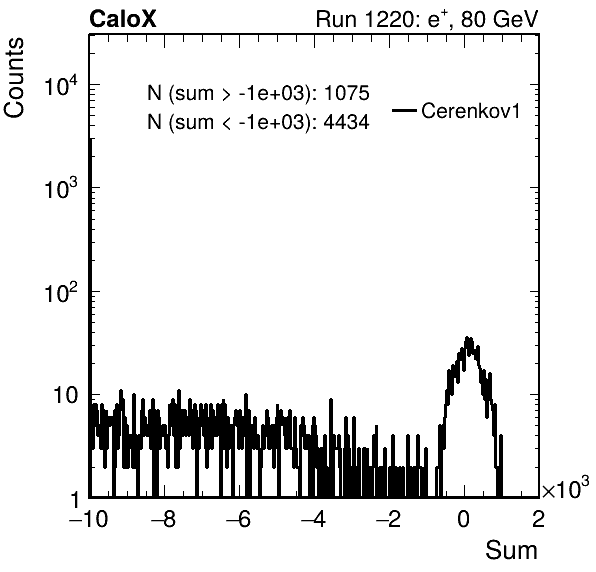 CaloX Run 1220: e⁺, 80 GeV
Counts
N (sum > -1e+03): 1075
N (sum < -1e+03): 4434
Cerenkov1
10⁴
10³
10²
10
1
−10 −8 −6 −4 −2 0 2
×10³
Sum